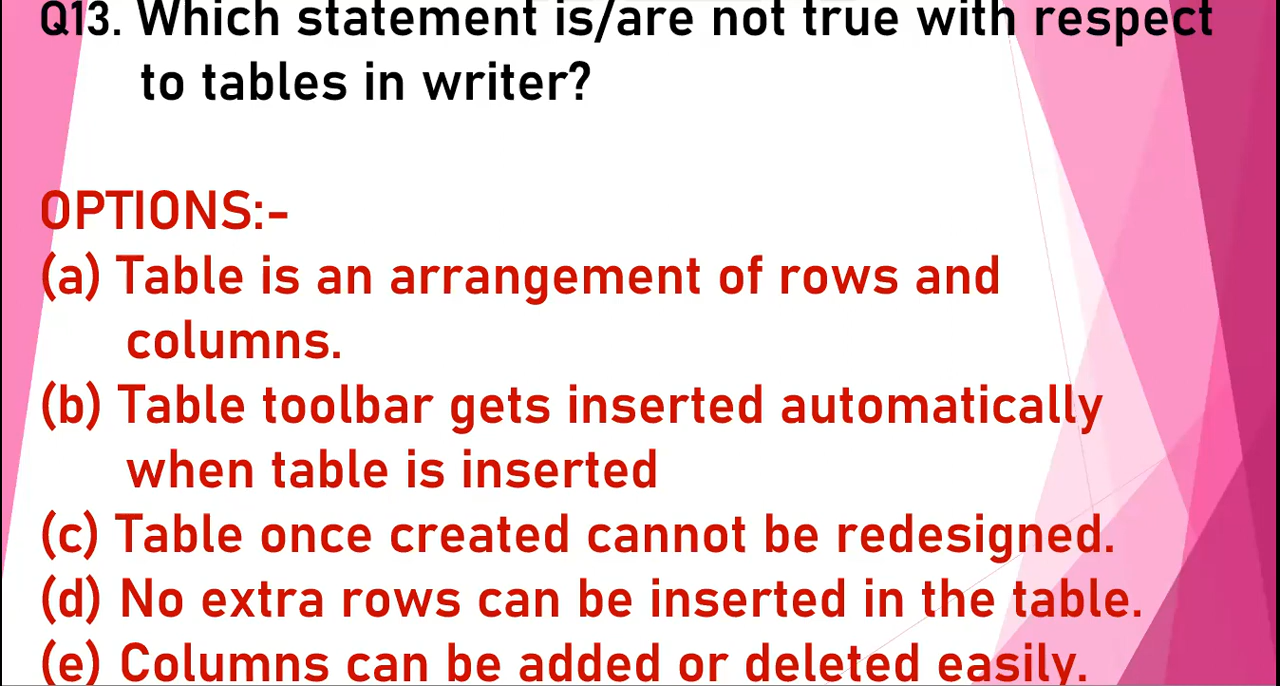 Q13. Which statement is/are not true with respect
to tables in writer?
OPTIONS:-
(a) Table is an arrangement of rows and
columns.
(b) Table toolbar gets inserted automatically
when table is inserted
(c) Table once created cannot be redesigned.
(d) No extra rows can be inserted in the table.
(e) Columns can be added or deleted easily.